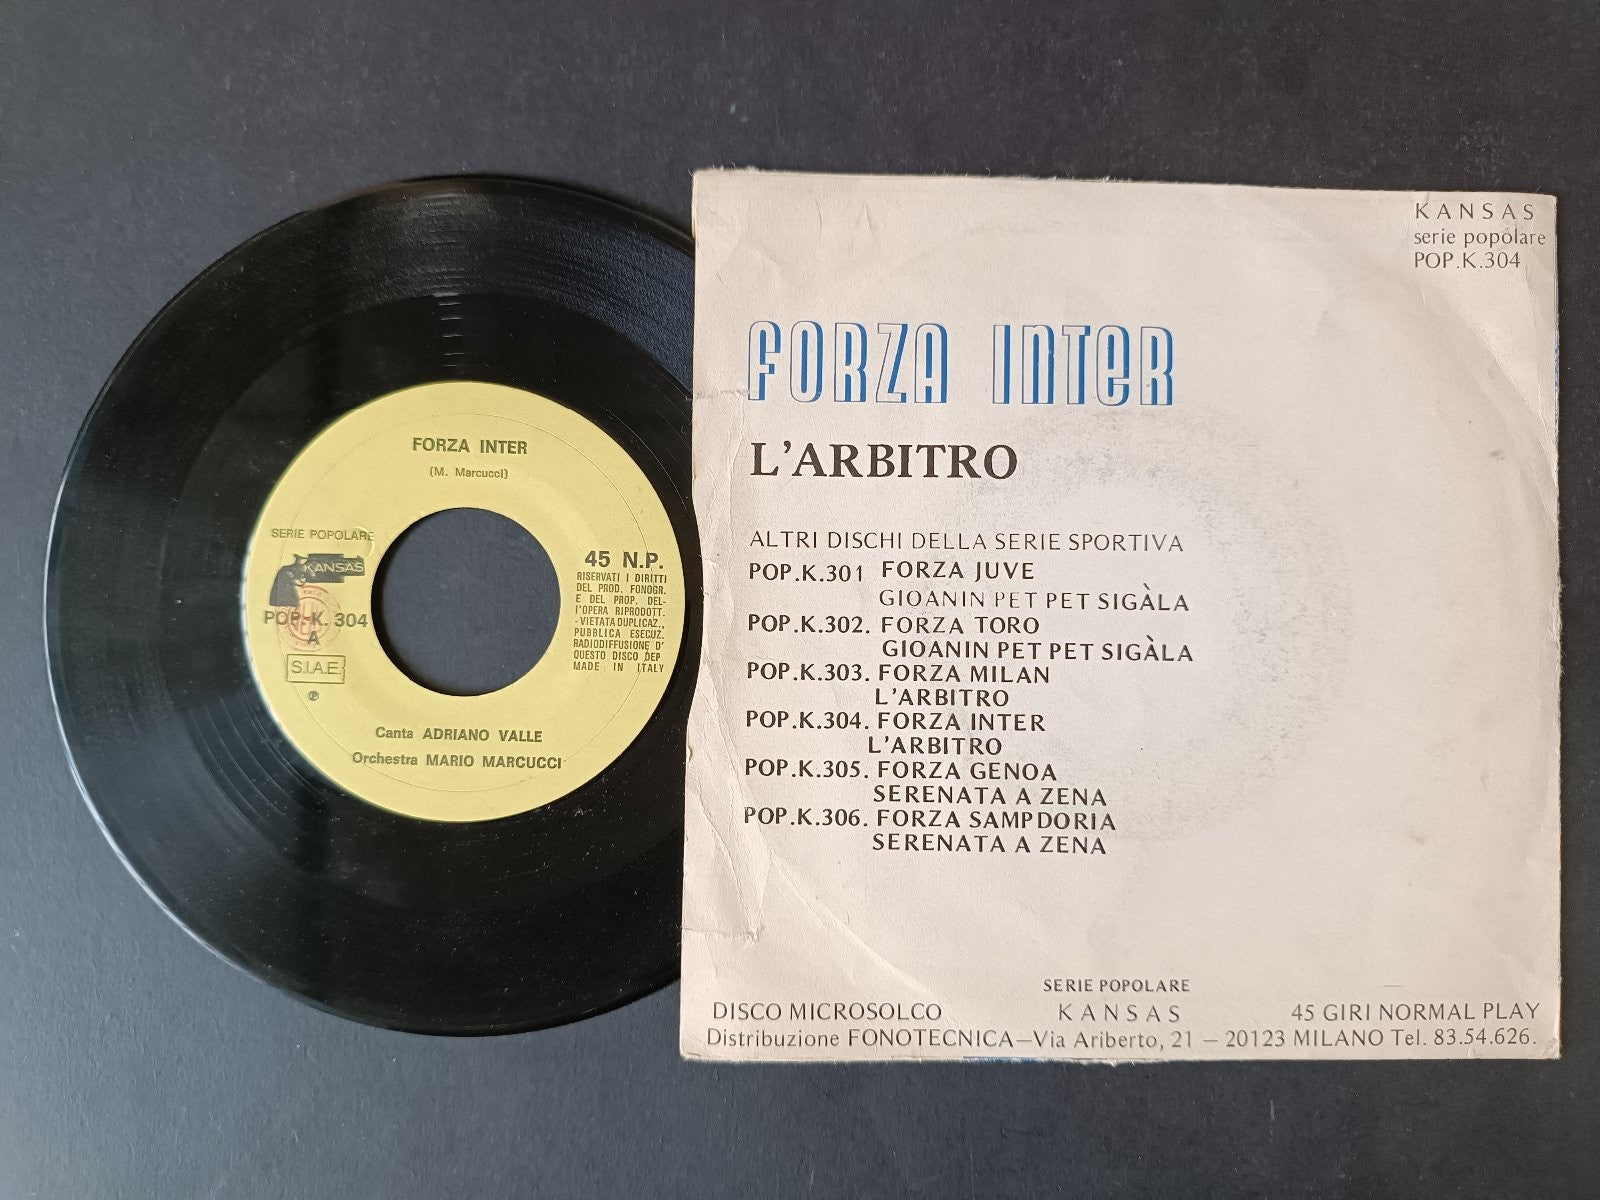 FORZA INTER
(M. Marcucci)
SERIE POPOLARE
KANSAS
POP.-K. 304
A
S.I.A.E.
℗
45 N.P.
RISERVATI I DIRITTI
DEL PROD. FONOGR.
E DEL PROP. DEL-
l'OPERA RIPRODOTT.
- VIETATA DUPLICAZ.,
PUBBLICA ESECUZ.
RADIODIFFUSIONE D'
QUESTO DISCO DEP
MADE IN ITALY
Canta ADRIANO VALLE
Orchestra MARIO MARCUCCI
KANSAS
serie popolare
POP.K.304
FORZA INTER
L'ARBITRO
ALTRI DISCHI DELLA SERIE SPORTIVA
POP.K.301 FORZA JUVE
GIOANIN PET PET SIGÀLA
POP.K.302. FORZA TORO
GIOANIN PET PET SIGÀLA
POP.K.303. FORZA MILAN
L'ARBITRO
POP.K.304. FORZA INTER
L'ARBITRO
POP.K.305. FORZA GENOA
SERENATA A ZENA
POP.K.306. FORZA SAMPDORIA
SERENATA A ZENA
SERIE POPOLARE
DISCO MICROSOLCO KANSAS 45 GIRI NORMAL PLAY
Distribuzione FONOTECNICA—Via Ariberto, 21 — 20123 MILANO Tel. 83.54.626.